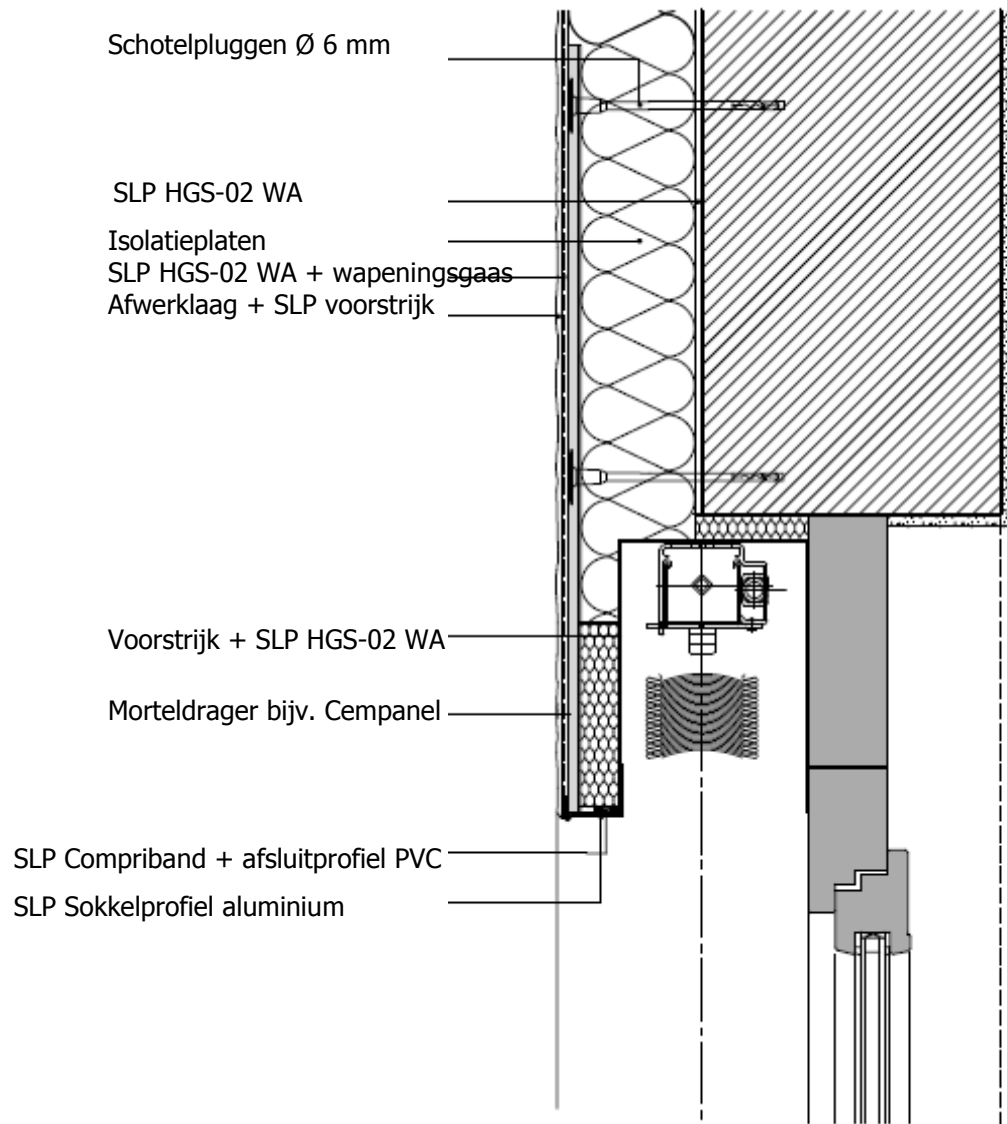 Schotelpluggen Ø 6 mm
SLP HGS-02 WA
Isolatieplaten
SLP HGS-02 WA + wapeningsgaas
Afwerklaag + SLP voorstrijk
Voorstrijk + SLP HGS-02 WA
Morteldrager bijv. Cempanel
SLP Compriband + afsluitprofiel PVC
SLP Sokkelprofiel aluminium